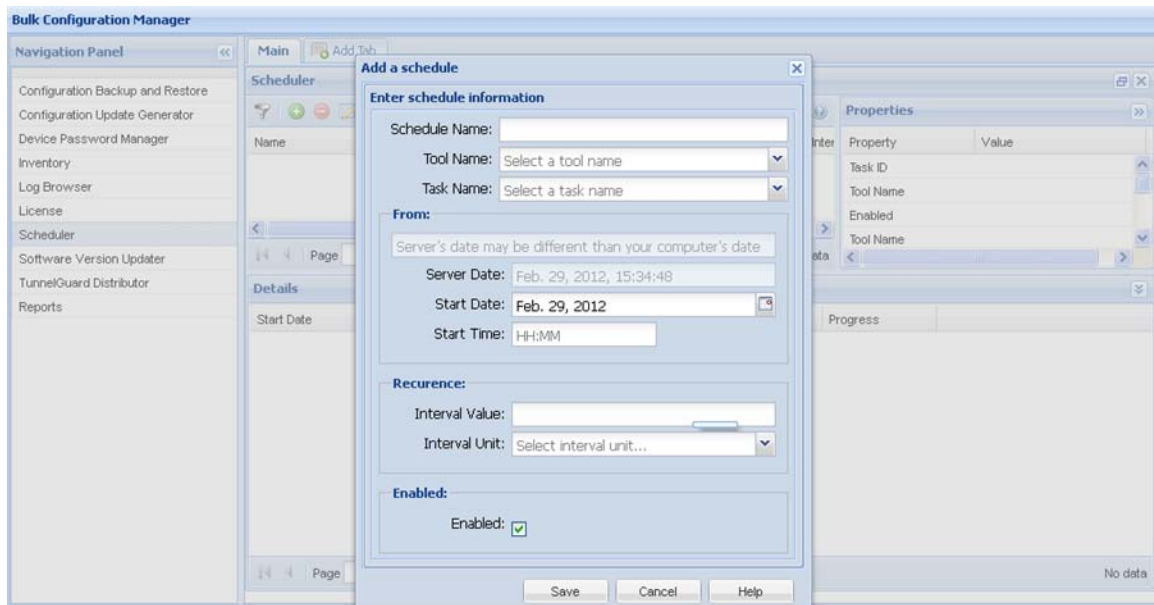 Bulk Configuration Manager
Navigation Panel
Configuration Backup and Restore
Configuration Update Generator
Device Password Manager
Inventory
Log Browser
License
Scheduler
Software Version Updater
TunnelGuard Distributor
Reports
Main
Add Tab
Scheduler
Name
Page
Details
Start Date
Page
Add a schedule
Enter schedule information
Schedule Name:
Tool Name: Select a tool name
Task Name: Select a task name
From:
Server's date may be different than your computer's date
Server Date: Feb. 29, 2012, 15:34:48
Start Date: Feb. 29, 2012
Start Time: HH:MM
Recurence:
Interval Value:
Interval Unit: Select interval unit...
Enabled:
Enabled:
Save Cancel Help
Inter
ata
Properties
Property Value
Task ID
Tool Name
Enabled
Tool Name
Progress
No data